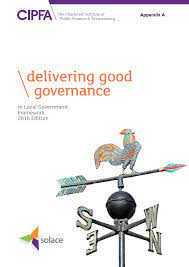 CIPFA
The Chartered Institute of
Public Finance & Accountancy
Appendix A
\delivering good
\governance
in Local Government
Framework
2016 Edition
solace
S
E
W
N